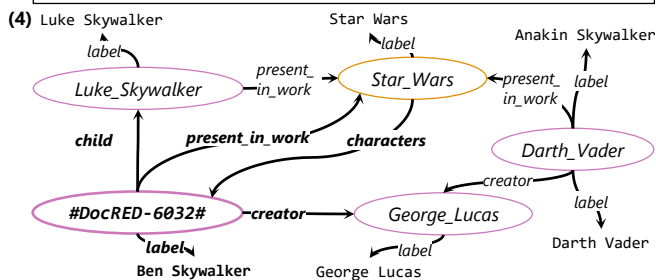 (4) Luke Skywalker
Star Wars
Anakin Skywalker
label
label
label
present_
in_work
present_
in_work
Luke_Skywalker
Star_Wars
child
present_in_work
characters
Darth_Vader
creator
#DocRED-6032#
creator
George_Lucas
label
label
label
Darth Vader
Ben Skywalker
George Lucas